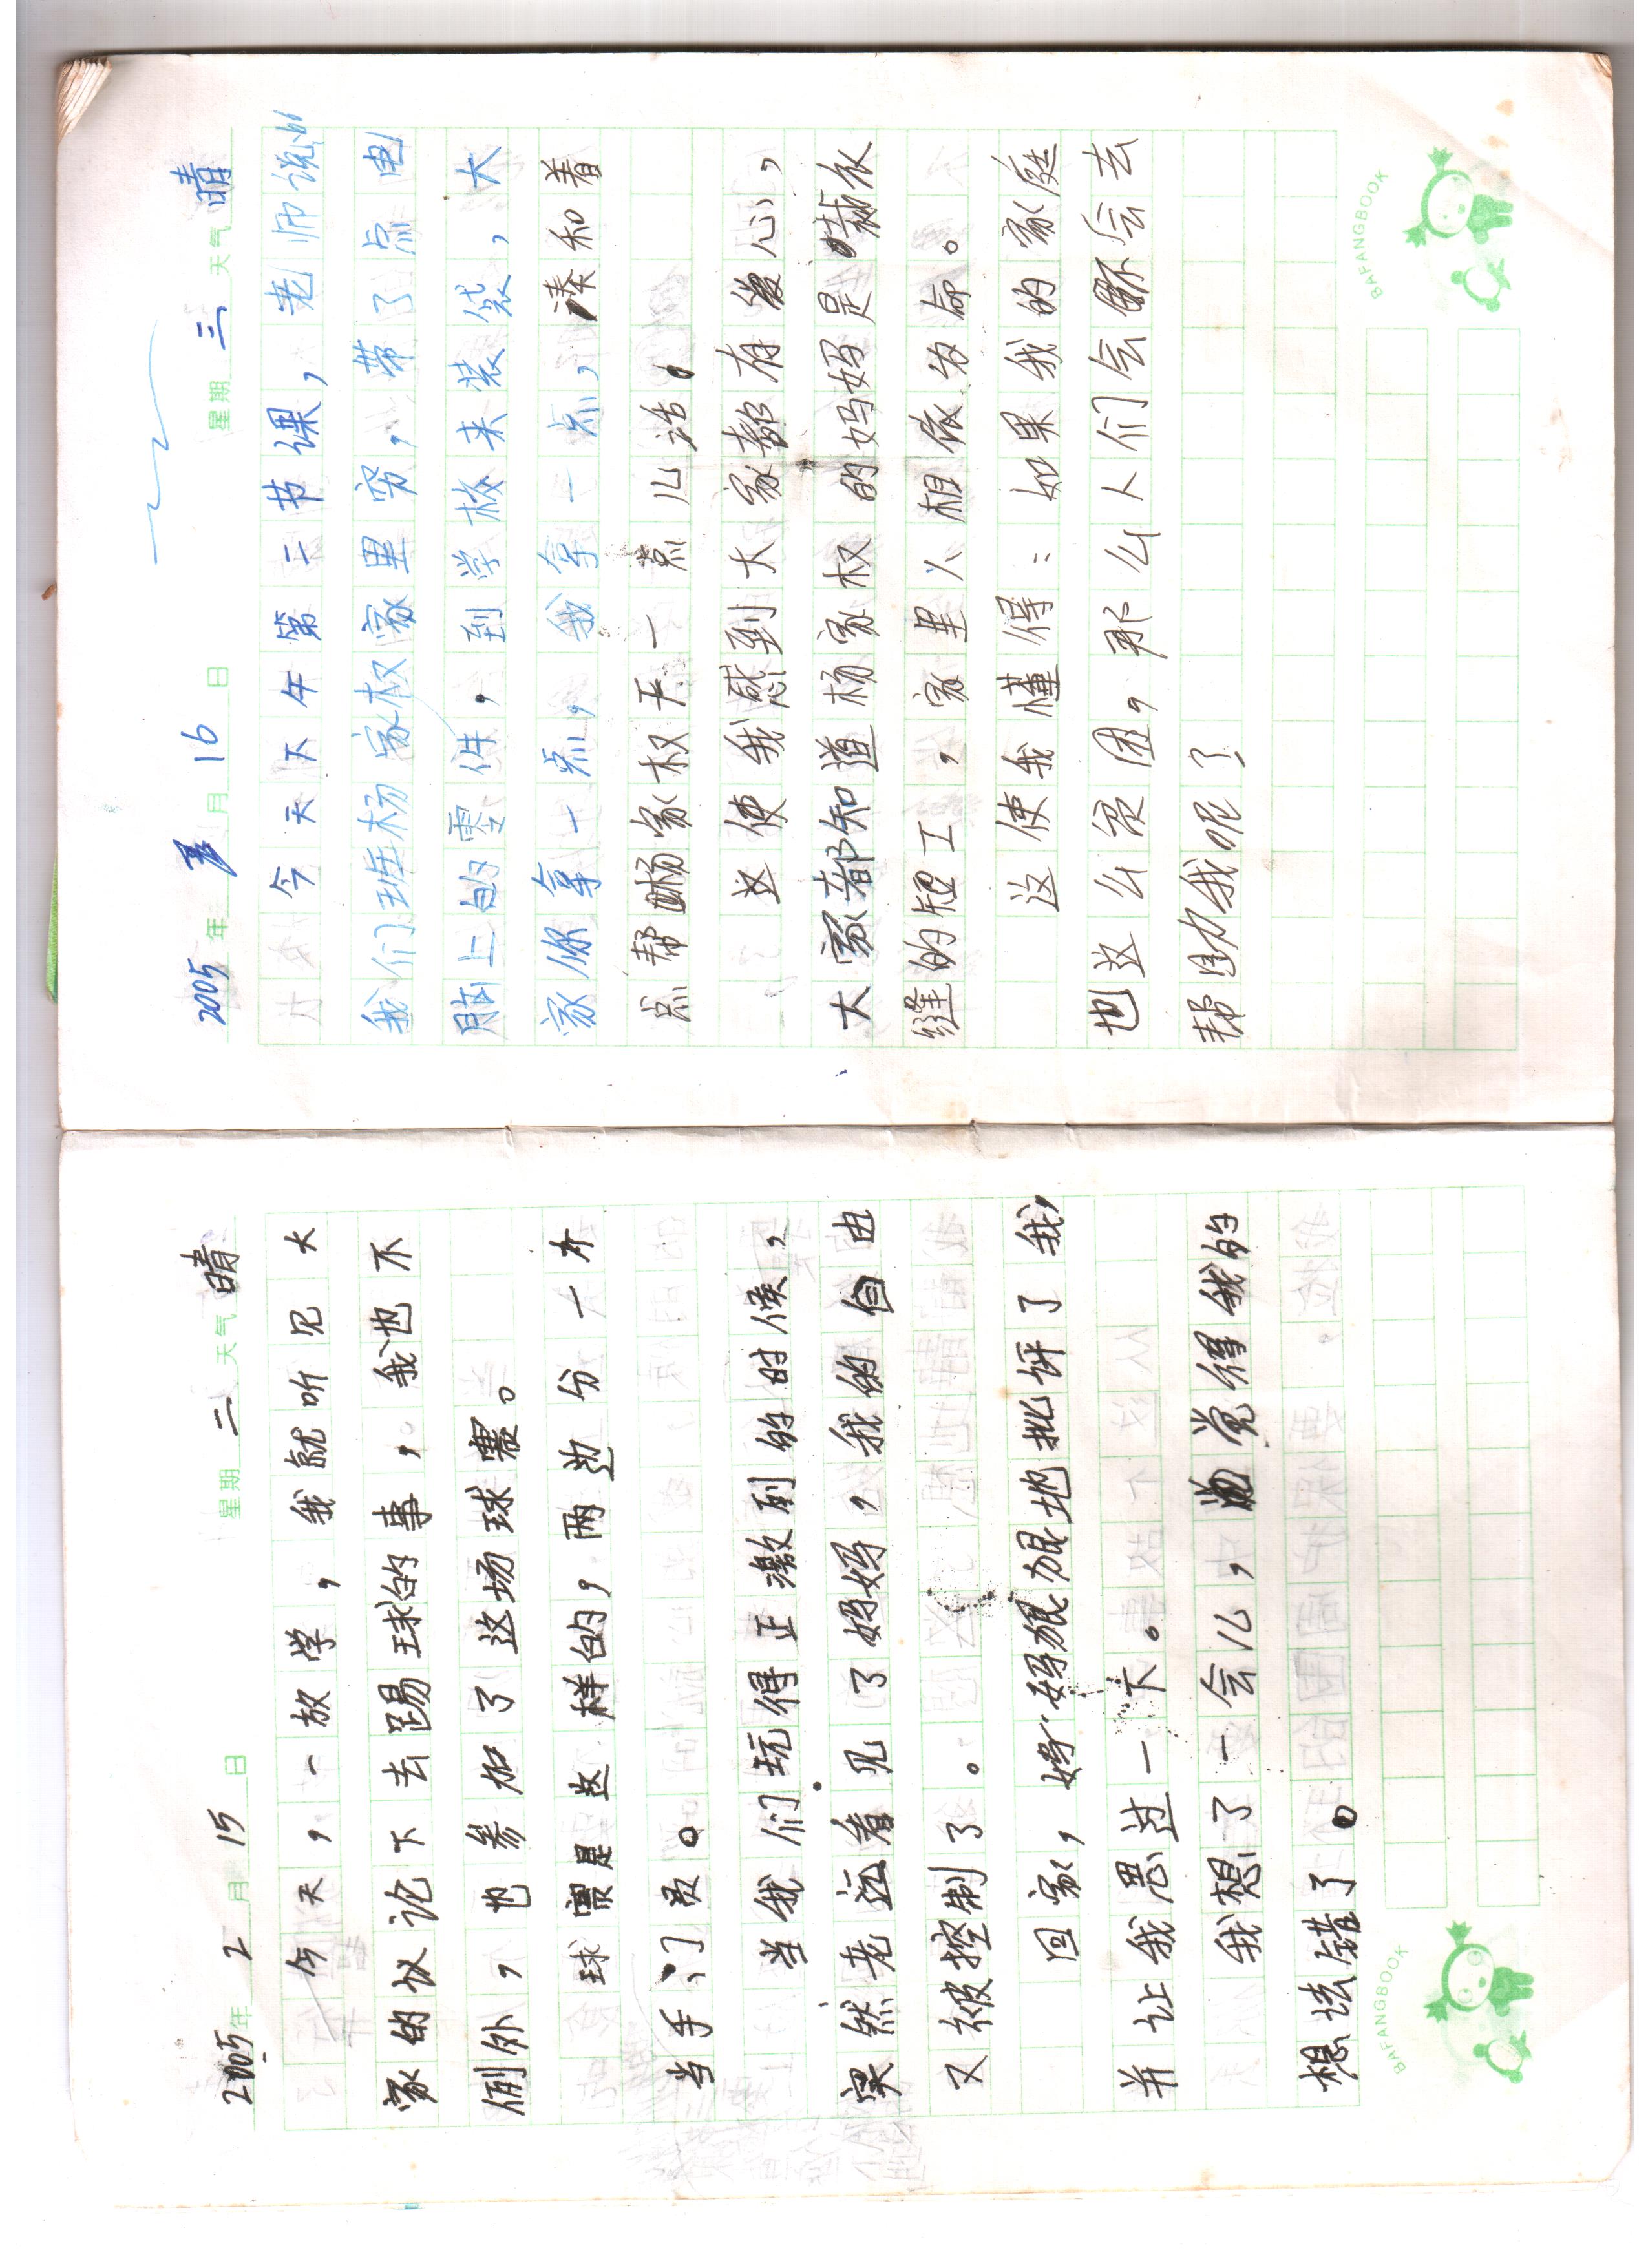 2005年 2月 15日 星期二 天气 晴
今天,一放学,我就听见大
家的议论下去踢球的事,我也不
例外,也参加了这场球赛。
球赛是这样的,两边分一个
当手门员。
当我们玩得正激烈的时候,
突然老远看见了妈妈,我的自由
又被控制了。
回家,妈妈狠狠地批评了我,
并让我思过一下。
我想了一会儿,觉得我的
想法错了。
BAFANGBOOK
2005年 月 16日 星期三 天气 晴
今天下午第二节课,老师说:“
我们班杨家权家里穷,带了点电
脑上的零件,到学校来装袋,大
家你拿一点,我拿一点,凑和着
点帮杨家权干一点儿活。
这使我感到大家都有爱心,
大家都知道杨家权的妈妈是裁衣
缝的短工,家里人相依为命。
这使我懂得:如果我的家庭
也这么贫困,那么人们会不会去
帮助我呢?
BAFANGBOOK